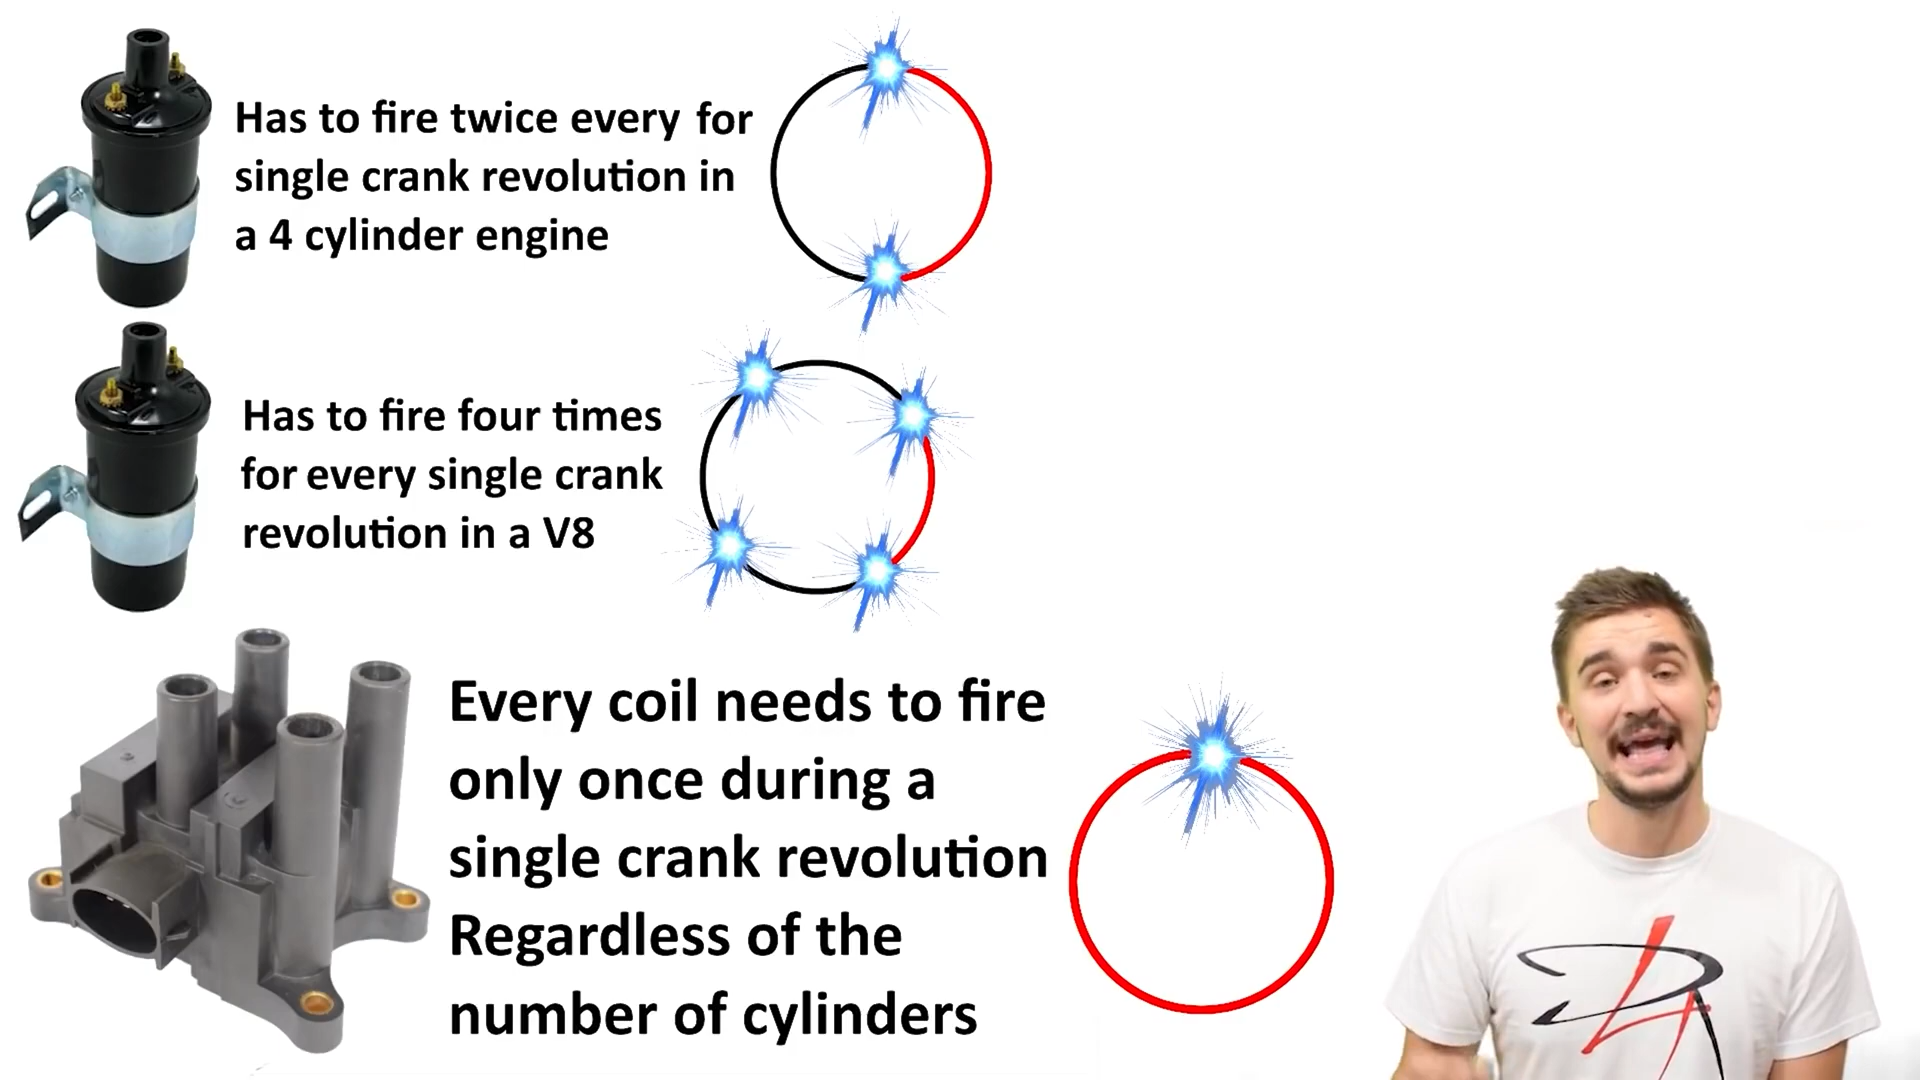 Has to fire twice every for
single crank revolution in
a 4 cylinder engine
Has to fire four times
for every single crank
revolution in a V8
Every coil needs to fire
only once during a
single crank revolution
Regardless of the
number of cylinders